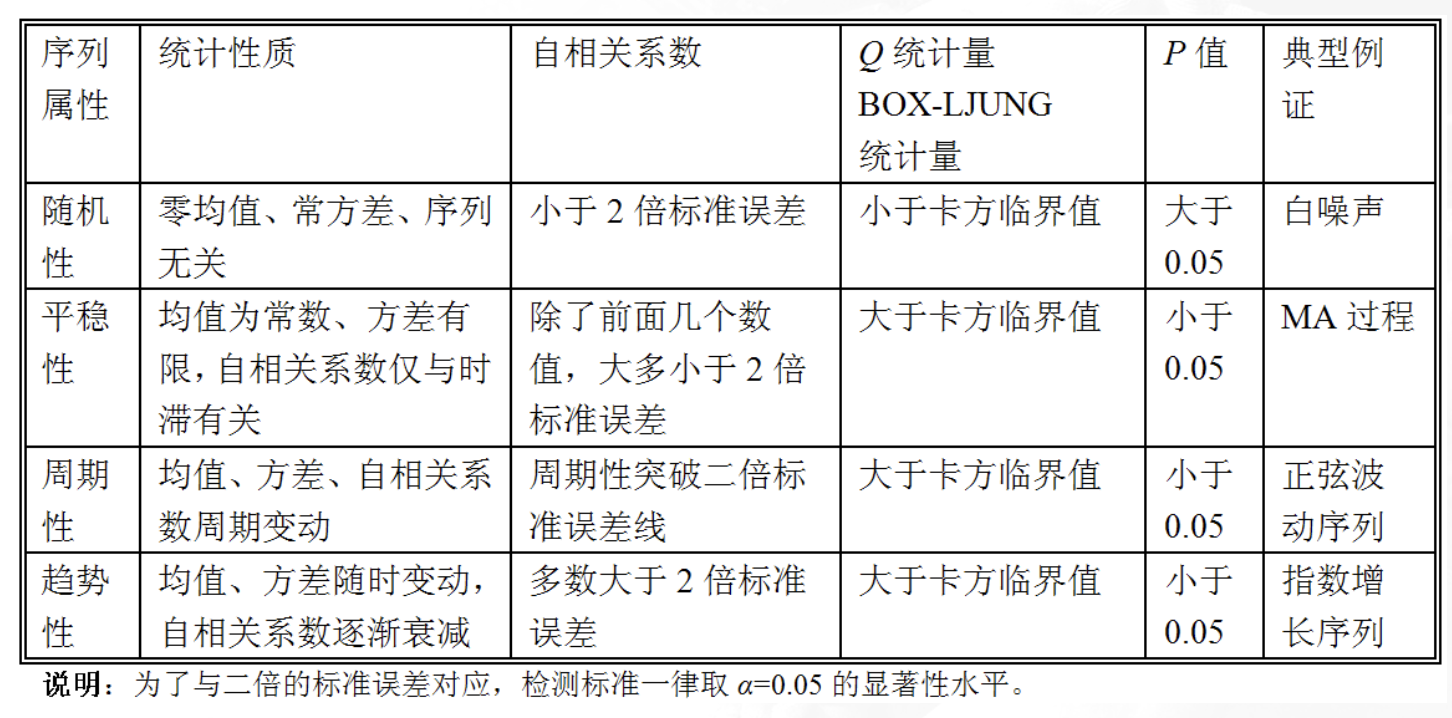 序列属性 统计性质 自相关系数 Q 统计量 BOX-LJUNG 统计量 P 值 典型例证
随机性 零均值、常方差、序列无关 小于 2 倍标准误差 小于卡方临界值 大于 0.05 白噪声
平稳性 均值为常数、方差有限，自相关系数仅与时滞有关 除了前面几个数值，大多小于 2 倍标准误差 大于卡方临界值 小于 0.05 MA 过程
周期性 均值、方差、自相关系数周期变动 周期性突破二倍标准误差线 大于卡方临界值 小于 0.05 正弦波动序列
趋势性 均值、方差随时变动，自相关系数逐渐衰减 多数大于 2 倍标准误差 大于卡方临界值 小于 0.05 指数增长序列
说明：为了与二倍的标准误差对应，检测标准一律取 α=0.05 的显著性水平。